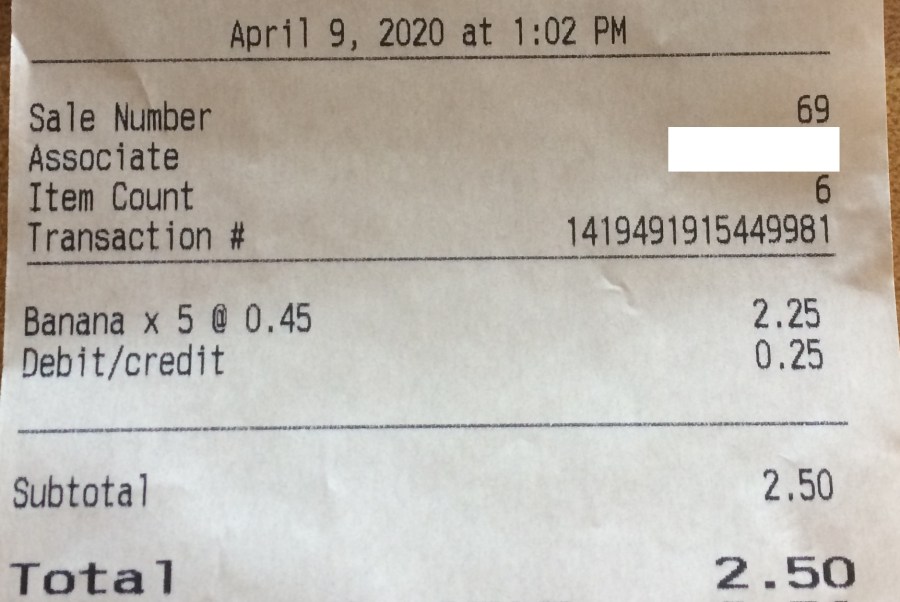 April 9, 2020 at 1:02 PM
Sale Number 69
Associate
Item Count 6
Transaction # 1419491915449981
Banana x 5 @ 0.45 2.25
Debit/credit 0.25
Subtotal 2.50
Total 2.50